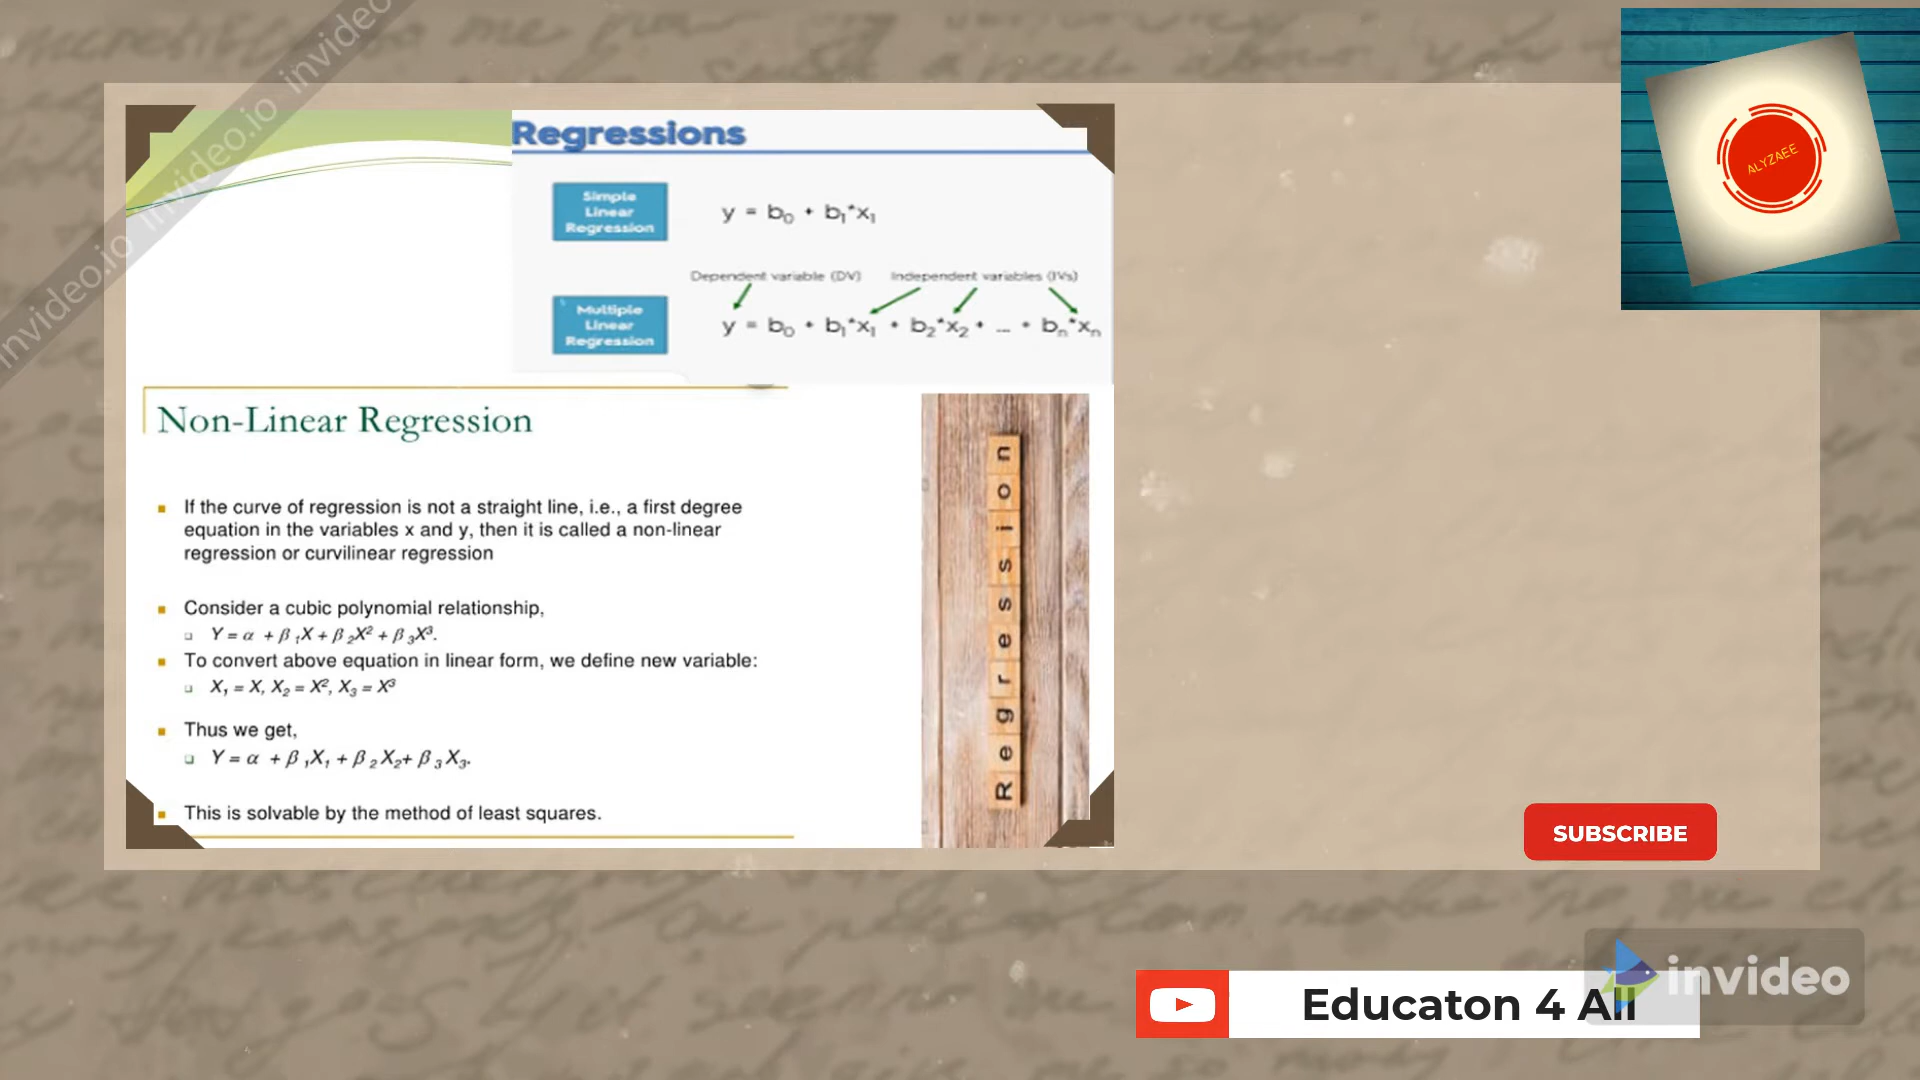 invideo.io invideo.io invideo
Regressions
Simple
Linear
Regression
y = b0 + b1*x1
Dependent variable (DV) Independent variables (IVs)
Multiple
Linear
Regression
y = b0 + b1*x1 + b2*x2 + ... + bn*xn
Non-Linear Regression
If the curve of regression is not a straight line, i.e., a first degree
equation in the variables x and y, then it is called a non-linear
regression or curvilinear regression
Consider a cubic polynomial relationship,
Y = α + β1X + β2X² + β3X³.
To convert above equation in linear form, we define new variable:
X1 = X, X2 = X², X3 = X³
Thus we get,
Y = α + β1X1 + β2X2+ β3X3.
This is solvable by the method of least squares.
Regression
ALYZAEE
SUBSCRIBE
Educaton 4 All
invideo